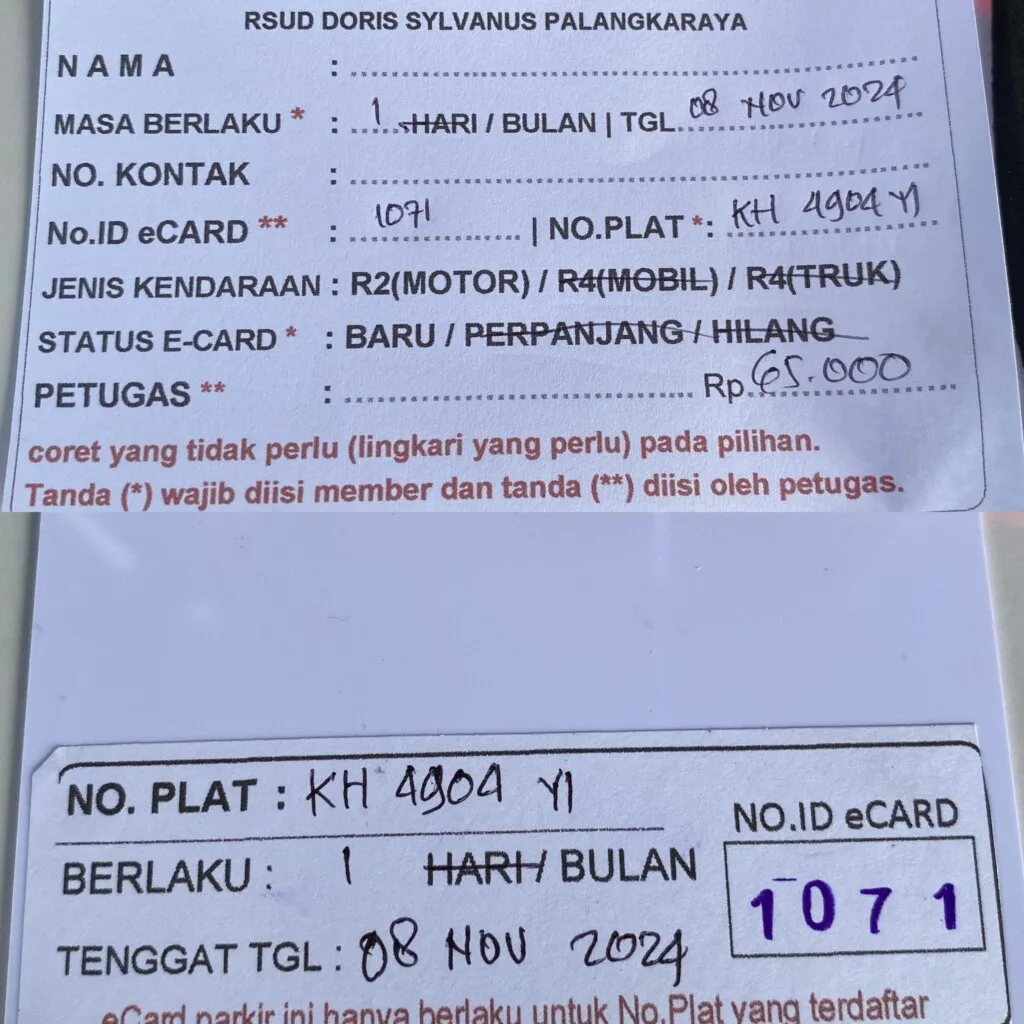 RSUD DORIS SYLVANUS PALANGKARAYA
NAMA :
MASA BERLAKU * : 1 HARI / BULAN | TGL. 08 NOV 2024
NO. KONTAK :
No.ID eCARD ** : 1071 | NO.PLAT *: KH 4904 YI
JENIS KENDARAAN : R2(MOTOR) / R4(MOBIL) / R4(TRUK)
STATUS E-CARD * : BARU / PERPANJANG / HILANG
PETUGAS ** : Rp. 65.000
coret yang tidak perlu (lingkari yang perlu) pada pilihan.
Tanda (*) wajib diisi member dan tanda (**) diisi oleh petugas.
NO. PLAT : KH 4904 YI
NO.ID eCARD
BERLAKU : 1 HARI / BULAN
1071
TENGGAT TGL : 08 NOV 2024
eCard parkir ini hanya berlaku untuk No.Plat yang terdaftar